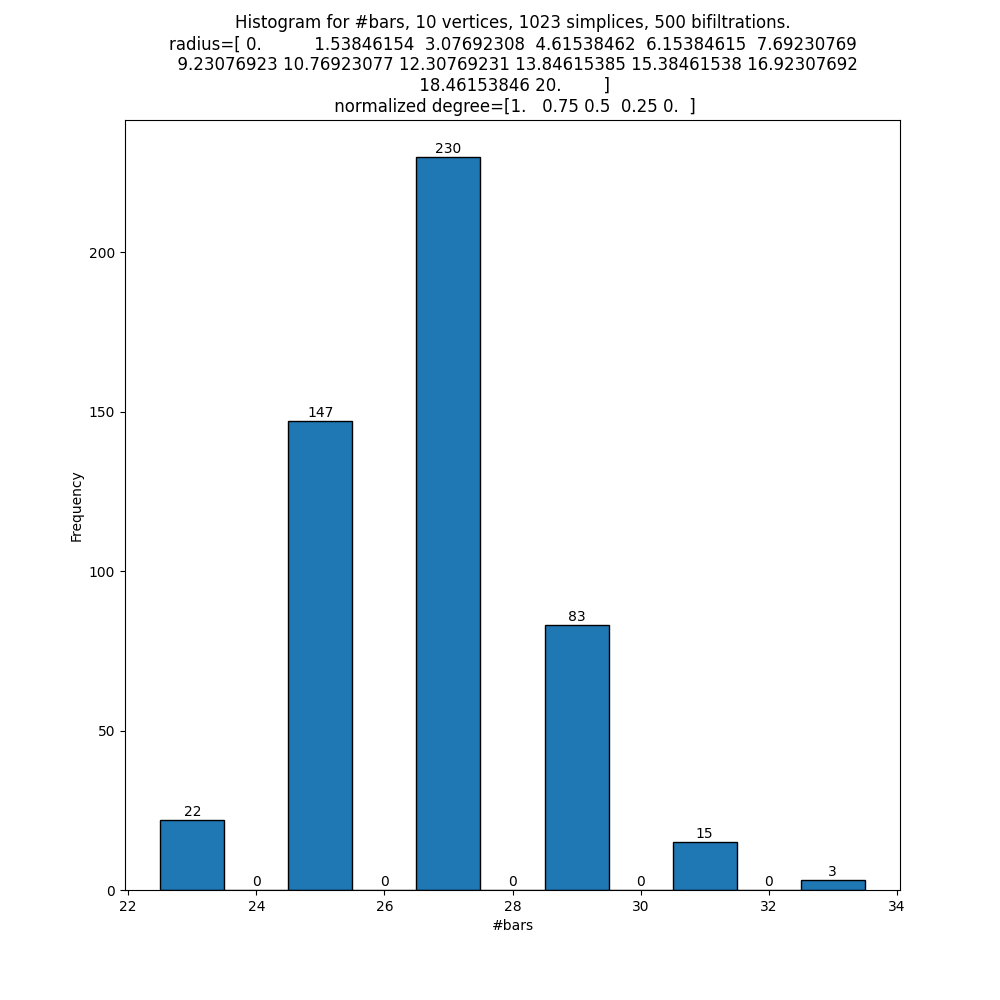 Histogram for #bars, 10 vertices, 1023 simplices, 500 bifiltrations.
radius=[ 0. 1.53846154 3.07692308 4.61538462 6.15384615 7.69230769
9.23076923 10.76923077 12.30769231 13.84615385 15.38461538 16.92307692
18.46153846 20. ]
normalized degree=[1. 0.75 0.5 0.25 0. ]
230
200
150
147
Frequency
100
83
50
22
15
3
0 0 0 0 0
0
22 24 26 28 30 32 34
#bars